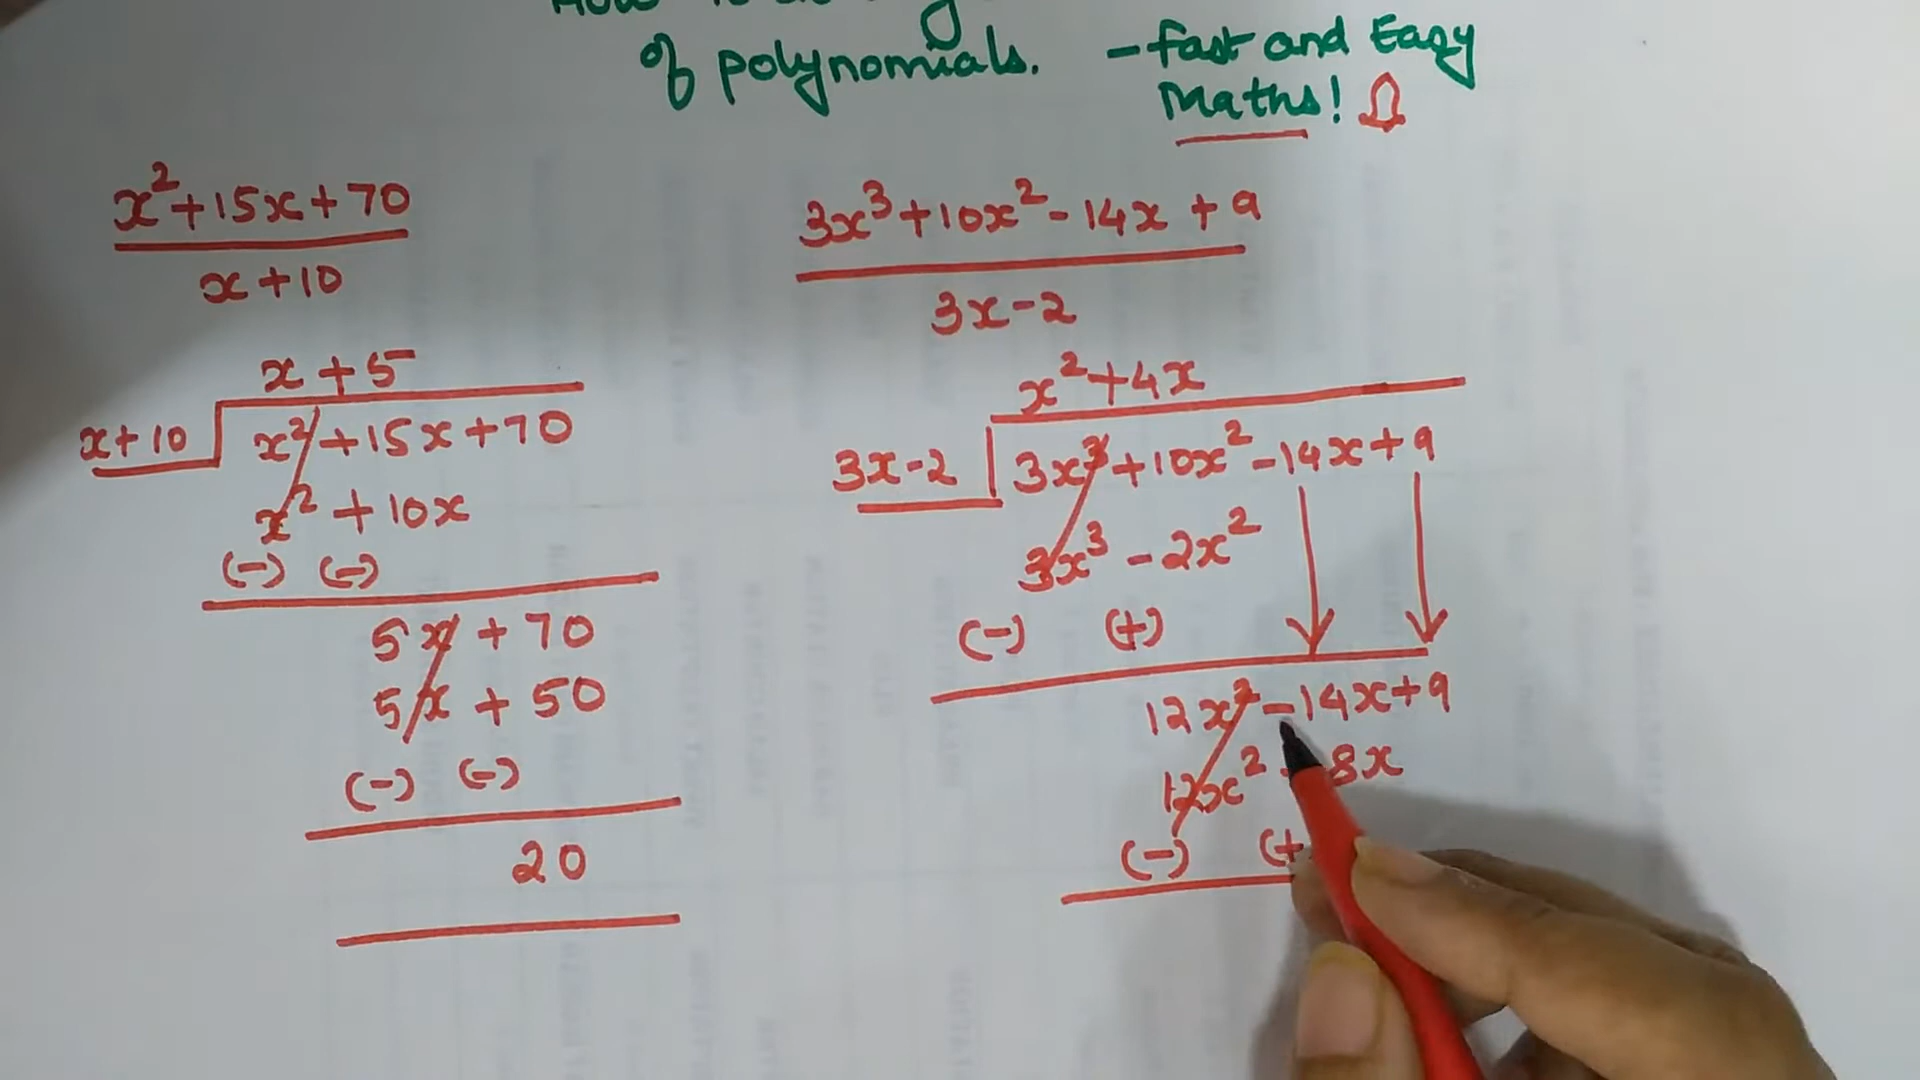 of polynomials. - Fast and Easy
Maths!
x²+15x+70
x+10
x+5
x+10 x²+15x+70
x²+10x
(-) (-)
5x+70
5x+50
(-) (-)
20
3x³+10x²-14x+9
3x-2
x²+4x
3x-2 3x³+10x²-14x+9
3x³-2x²
(-) (+)
12x²-14x+9
12x² 8x
(-) (+